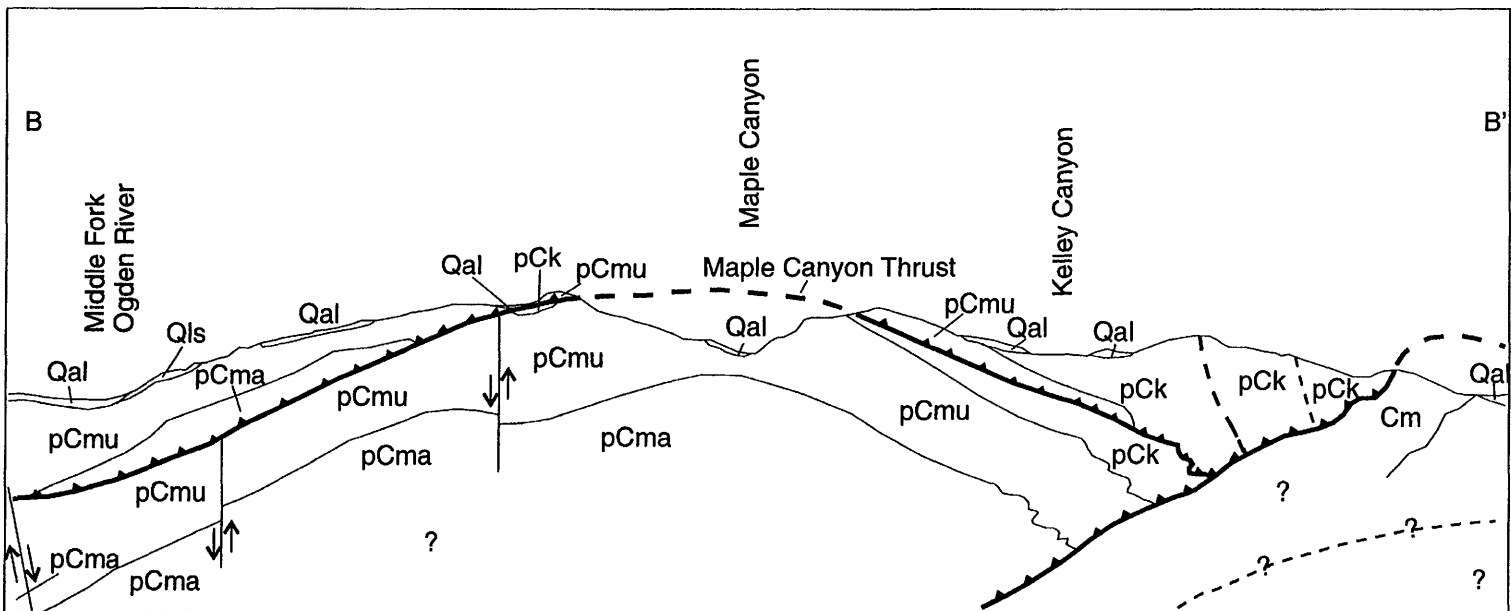 B
B'
Middle Fork
Ogden River
Maple Canyon
Kelley Canyon
Qal
pCk
pCmu
Maple Canyon Thrust
Qal
Qls
pCmu
Qal
Qal
Qal
Qal
pCma
pCmu
pCmu
pCk
pCk
pCk
Qal
Cm
pCmu
pCma
pCma
pCmu
pCk
pCmu
?
?
?
?
?
pCma
pCma